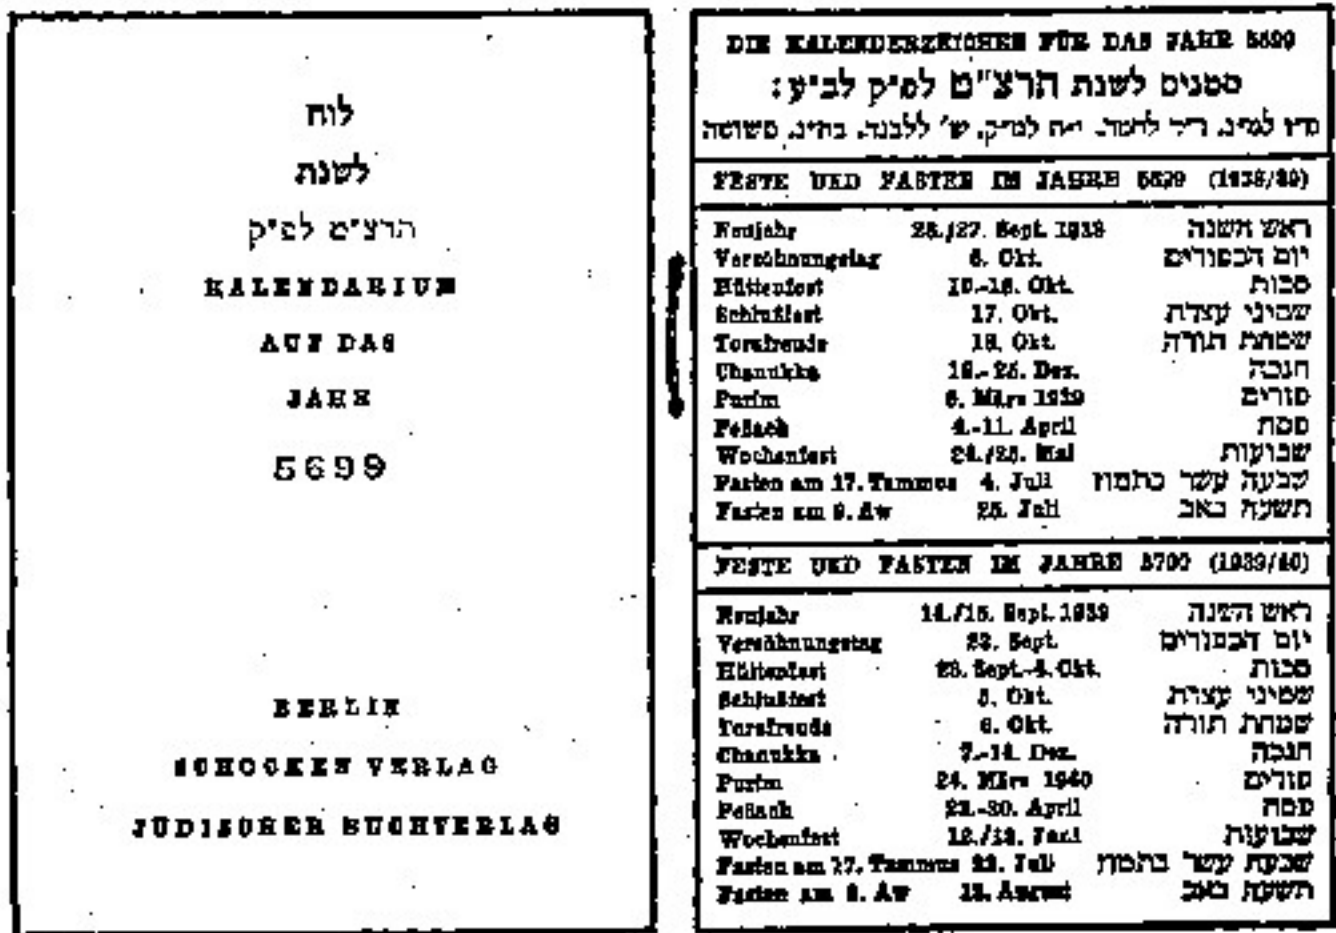 לוח
לשנת
הרצ״ט לפ״ק
KALENDARIUM
AUF DAS
JAHR
5699
BERLIN
SCHOCKEN VERLAG
JÜDISCHER BUCHVERLAG
DIE KALENDERZEICHEN FÜR DAS JAHR 5699
סמנים לשנת הרצ״ט לפ״ק לב״ע:
ש׳ ללבנה, פשוטה
FESTE UND FASTEN IM JAHRE 5699 (1938/39)
Neujahr 26./27. Sept. 1938 ראש השנה
Versöhnungstag 5. Okt. יום הכפורים
Hüttenfest 10.-16. Okt. סכות
Schlußfest 17. Okt. שמיני עצרת
Torafreude 18. Okt. שמחת תורה
Chanukka 18.-25. Dez. חנכה
Purim 5. März 1939 פורים
Peßach 4.-11. April פסח
Wochenfest 24./25. Mai שבועות
Fasten am 17. Tammus 4. Juli שבעה עשר בתמוז
Fasten am 9. Aw 25. Juli תשעה באב
FESTE UND FASTEN IM JAHRE 5700 (1939/40)
Neujahr 14./15. Sept. 1939 ראש השנה
Versöhnungstag 23. Sept. יום הכפורים
Hüttenfest 28. Sept.-4. Okt. סכות
Schlußfest 5. Okt. שמיני עצרת
Torafreude 6. Okt. שמחת תורה
Chanukka 7.-14. Dez. חנכה
Purim 24. März 1940 פורים
Peßach 23.-30. April פסח
Wochenfest 12./13. Juni שבועות
Fasten am 17. Tammus 23. Juli שבעה עשר בתמוז
Fasten am 9. Aw 13. August תשעה באב